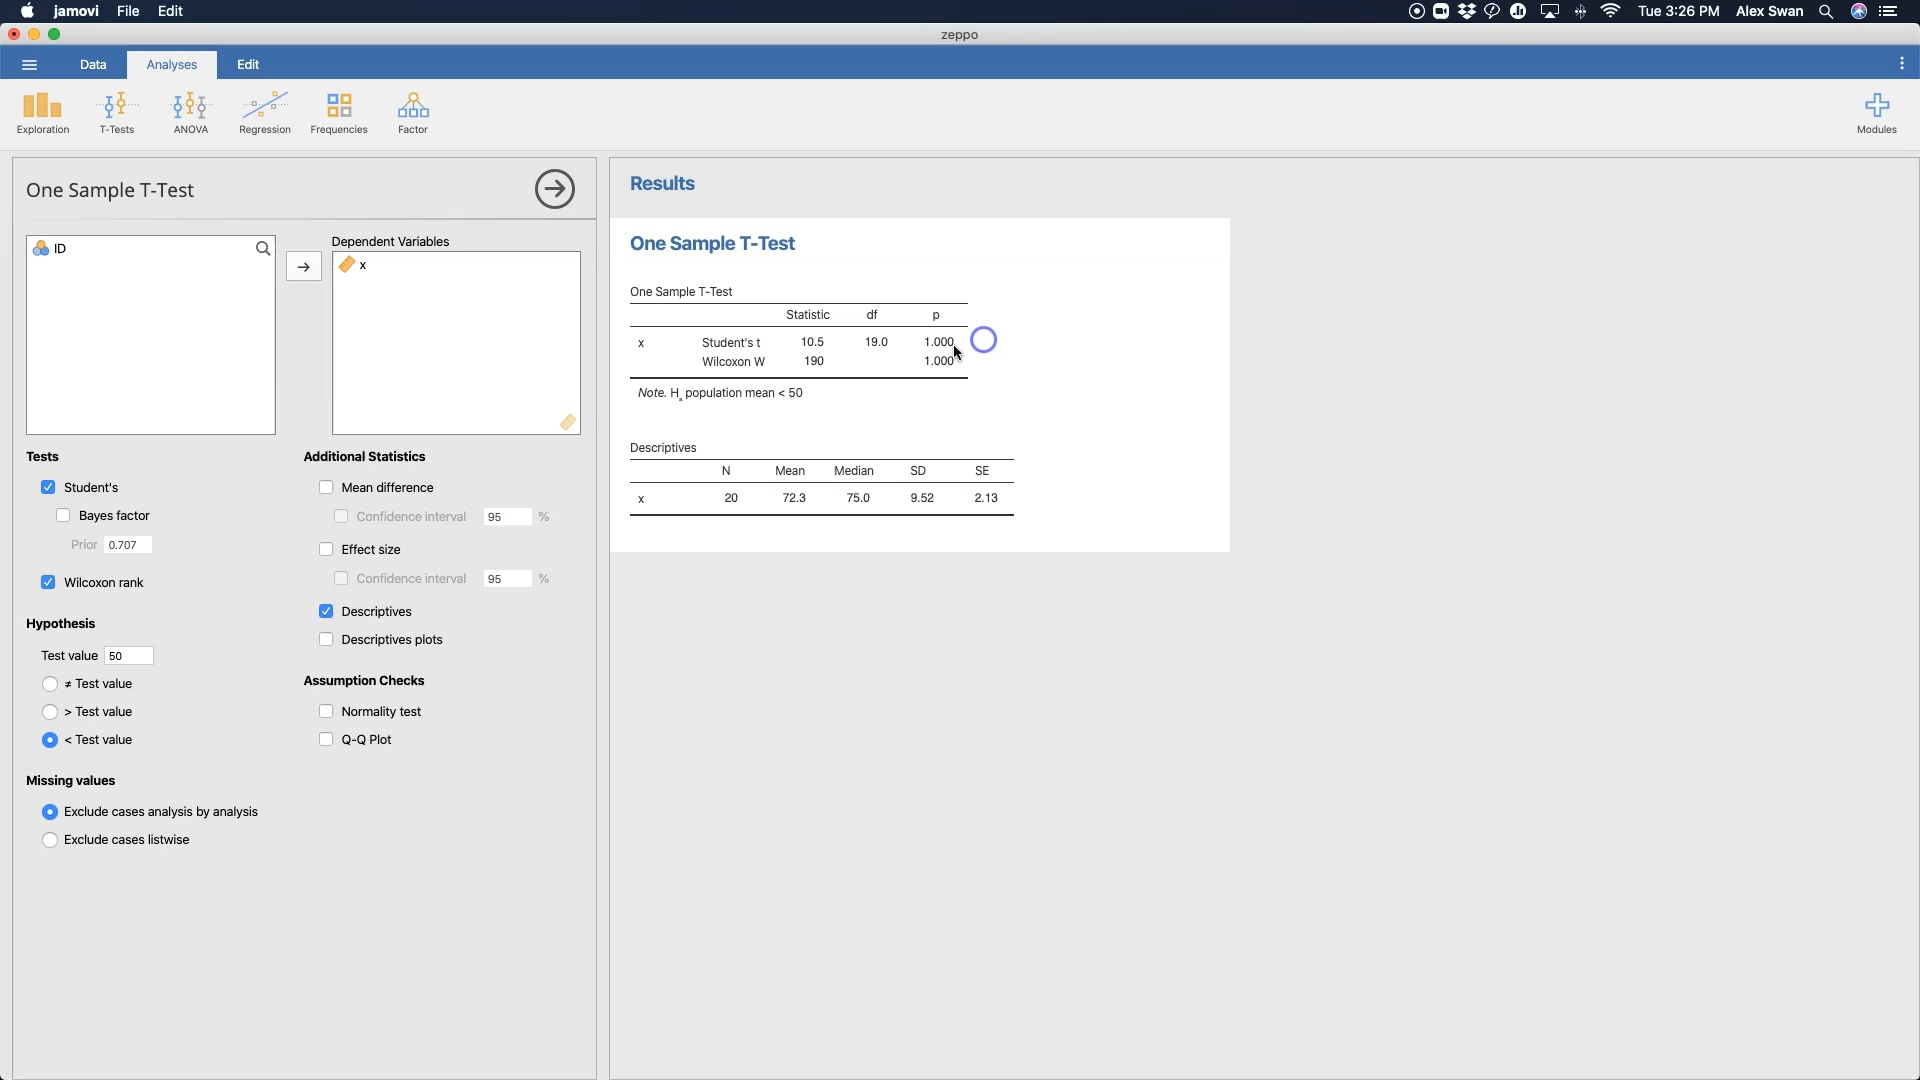 jamovi File Edit Tue 3:26 PM Alex Swan
zeppo
Data Analyses Edit
Exploration T-Tests ANOVA Regression Frequencies Factor Modules
One Sample T-Test
ID
Dependent Variables
x
Tests
Student's
Bayes factor
Prior 0.707
Wilcoxon rank
Hypothesis
Test value 50
≠ Test value
> Test value
< Test value
Missing values
Exclude cases analysis by analysis
Exclude cases listwise
Additional Statistics
Mean difference
Confidence interval 95 %
Effect size
Confidence interval 95 %
Descriptives
Descriptives plots
Assumption Checks
Normality test
Q-Q Plot
Results
One Sample T-Test
One Sample T-Test
Statistic df p
x Student's t 10.5 19.0 1.000
Wilcoxon W 190 1.000
Note. Hₐ population mean < 50
Descriptives
N Mean Median SD SE
x 20 72.3 75.0 9.52 2.13